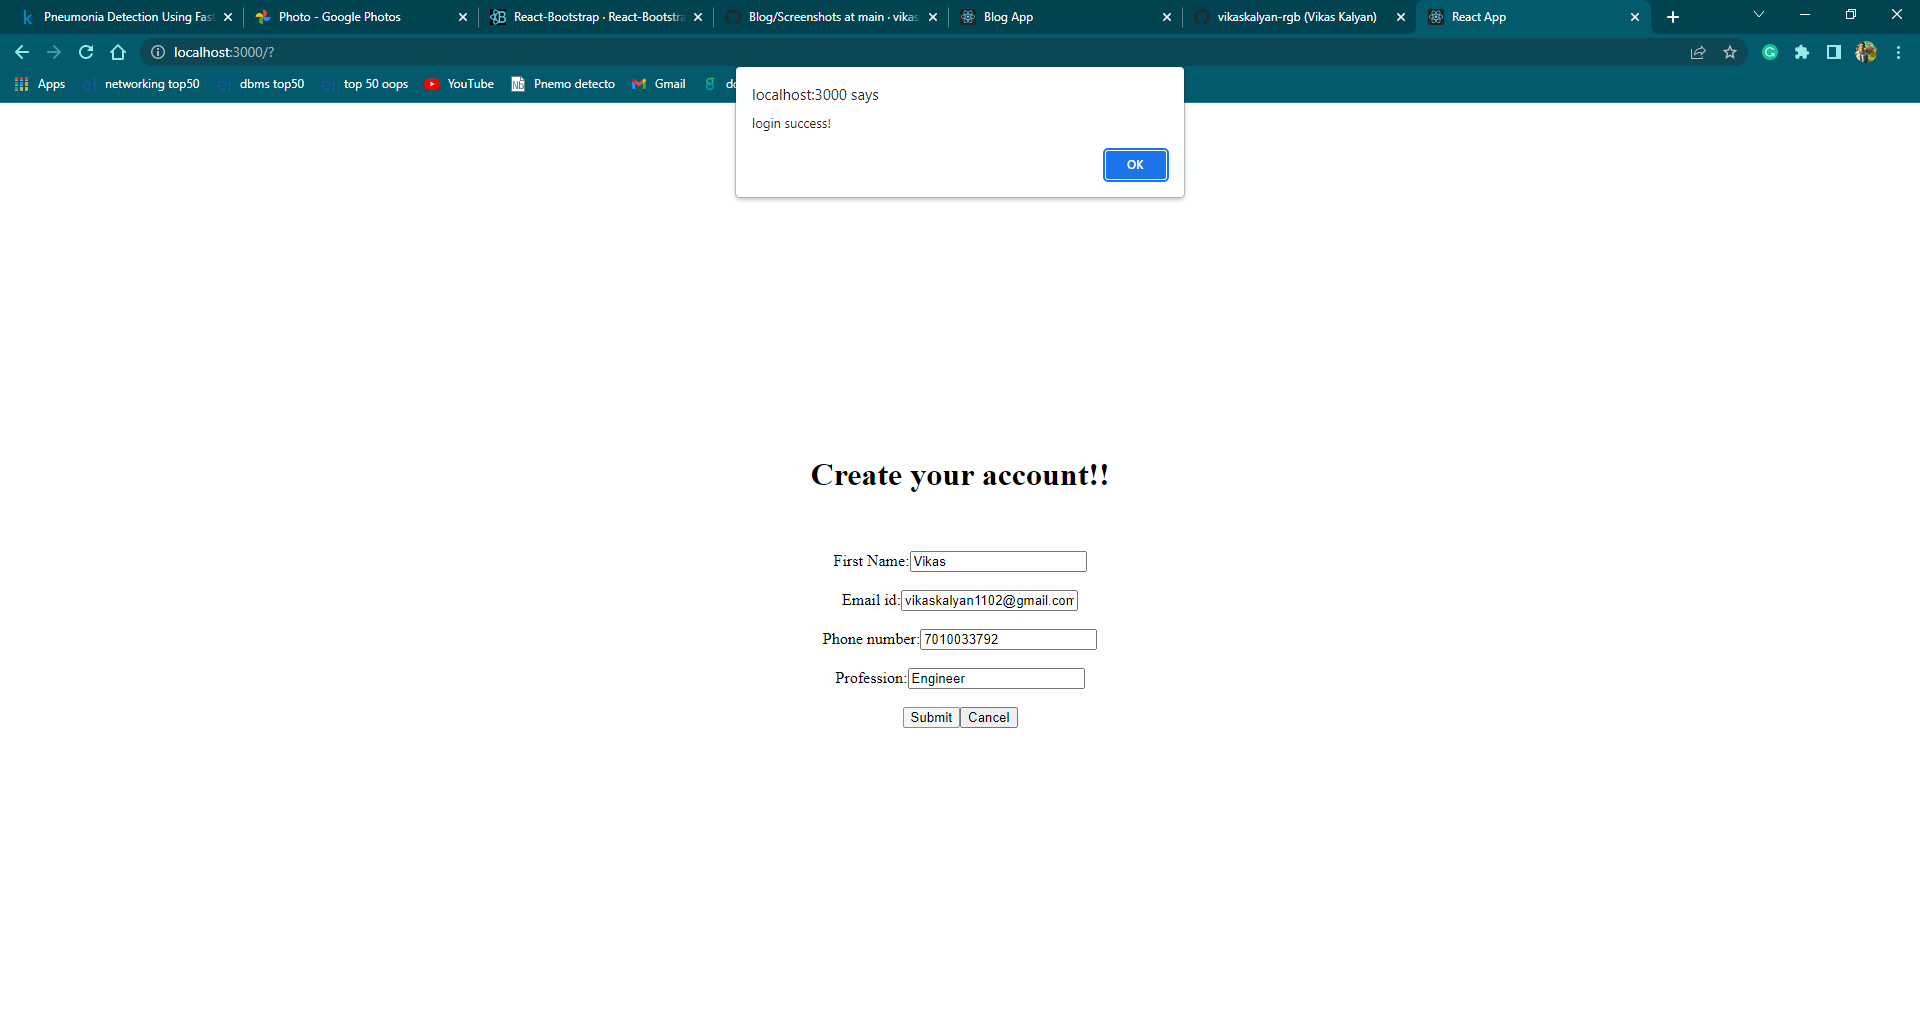 Pneumonia Detection Using Fas
Photo - Google Photos
React-Bootstrap · React-Bootstra
Blog/Screenshots at main · vikas
Blog App
vikaskalyan-rgb (Vikas Kalyan)
React App
localhost:3000/?
Apps
networking top50
dbms top50
top 50 oops
YouTube
Pnemo detecto
Gmail
localhost:3000 says
login success!
OK
Create your account!!
First Name: Vikas
Email id: vikaskalyan1102@gmail.com
Phone number: 7010033792
Profession: Engineer
Submit Cancel